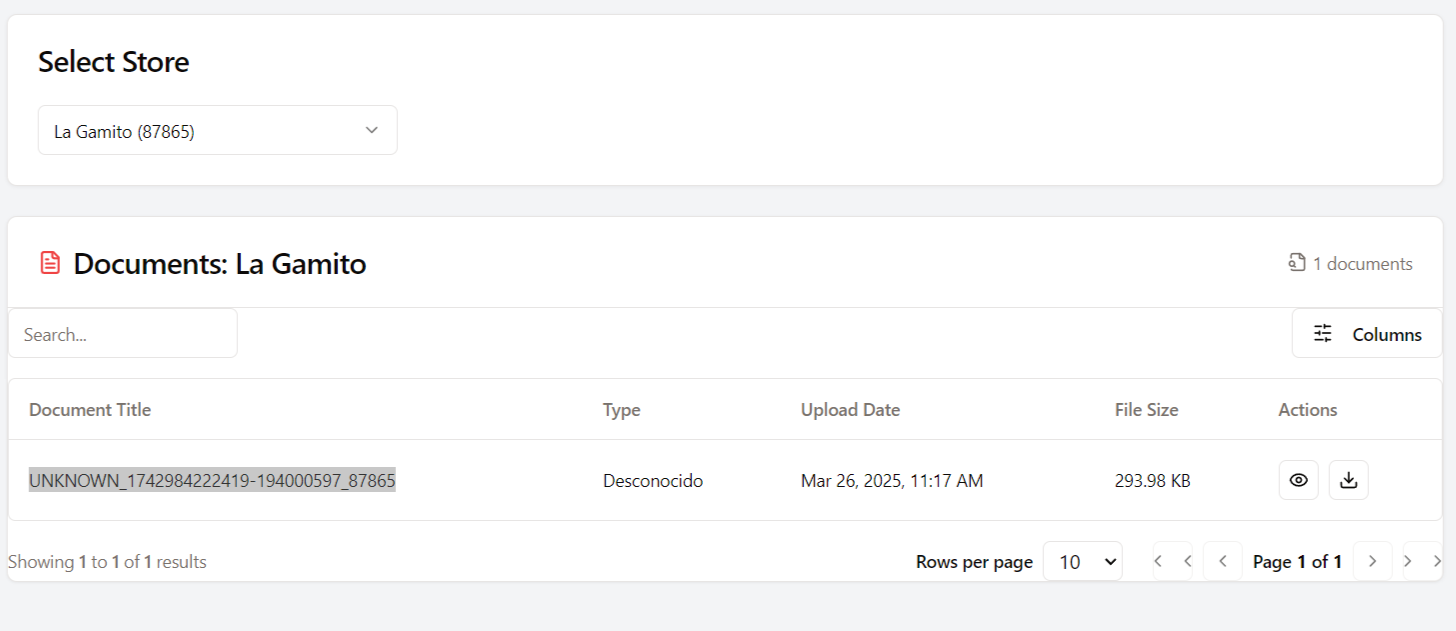 Select Store
La Gamito (87865)
Documents: La Gamito
1 documents
Search...
Columns
Document Title Type Upload Date File Size Actions
UNKNOWN_1742984222419-194000597_87865 Desconocido Mar 26, 2025, 11:17 AM 293.98 KB
Showing 1 to 1 of 1 results Rows per page 10 Page 1 of 1